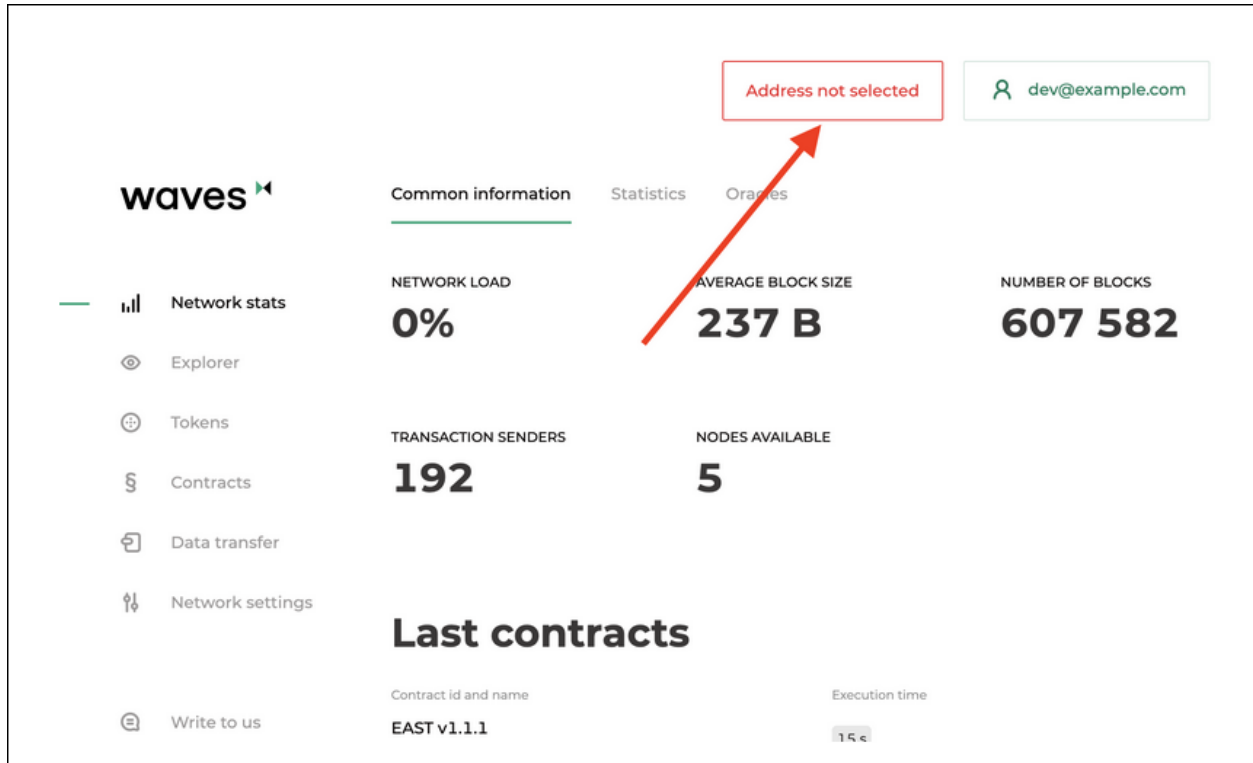 Address not selected
dev@example.com
waves
Common information
Statistics
Oracles
Network stats
Explorer
Tokens
Contracts
Data transfer
Network settings
Write to us
NETWORK LOAD
0%
AVERAGE BLOCK SIZE
237 B
NUMBER OF BLOCKS
607 582
TRANSACTION SENDERS
192
NODES AVAILABLE
5
Last contracts
Contract id and name
Execution time
EAST v1.1.1
15 s